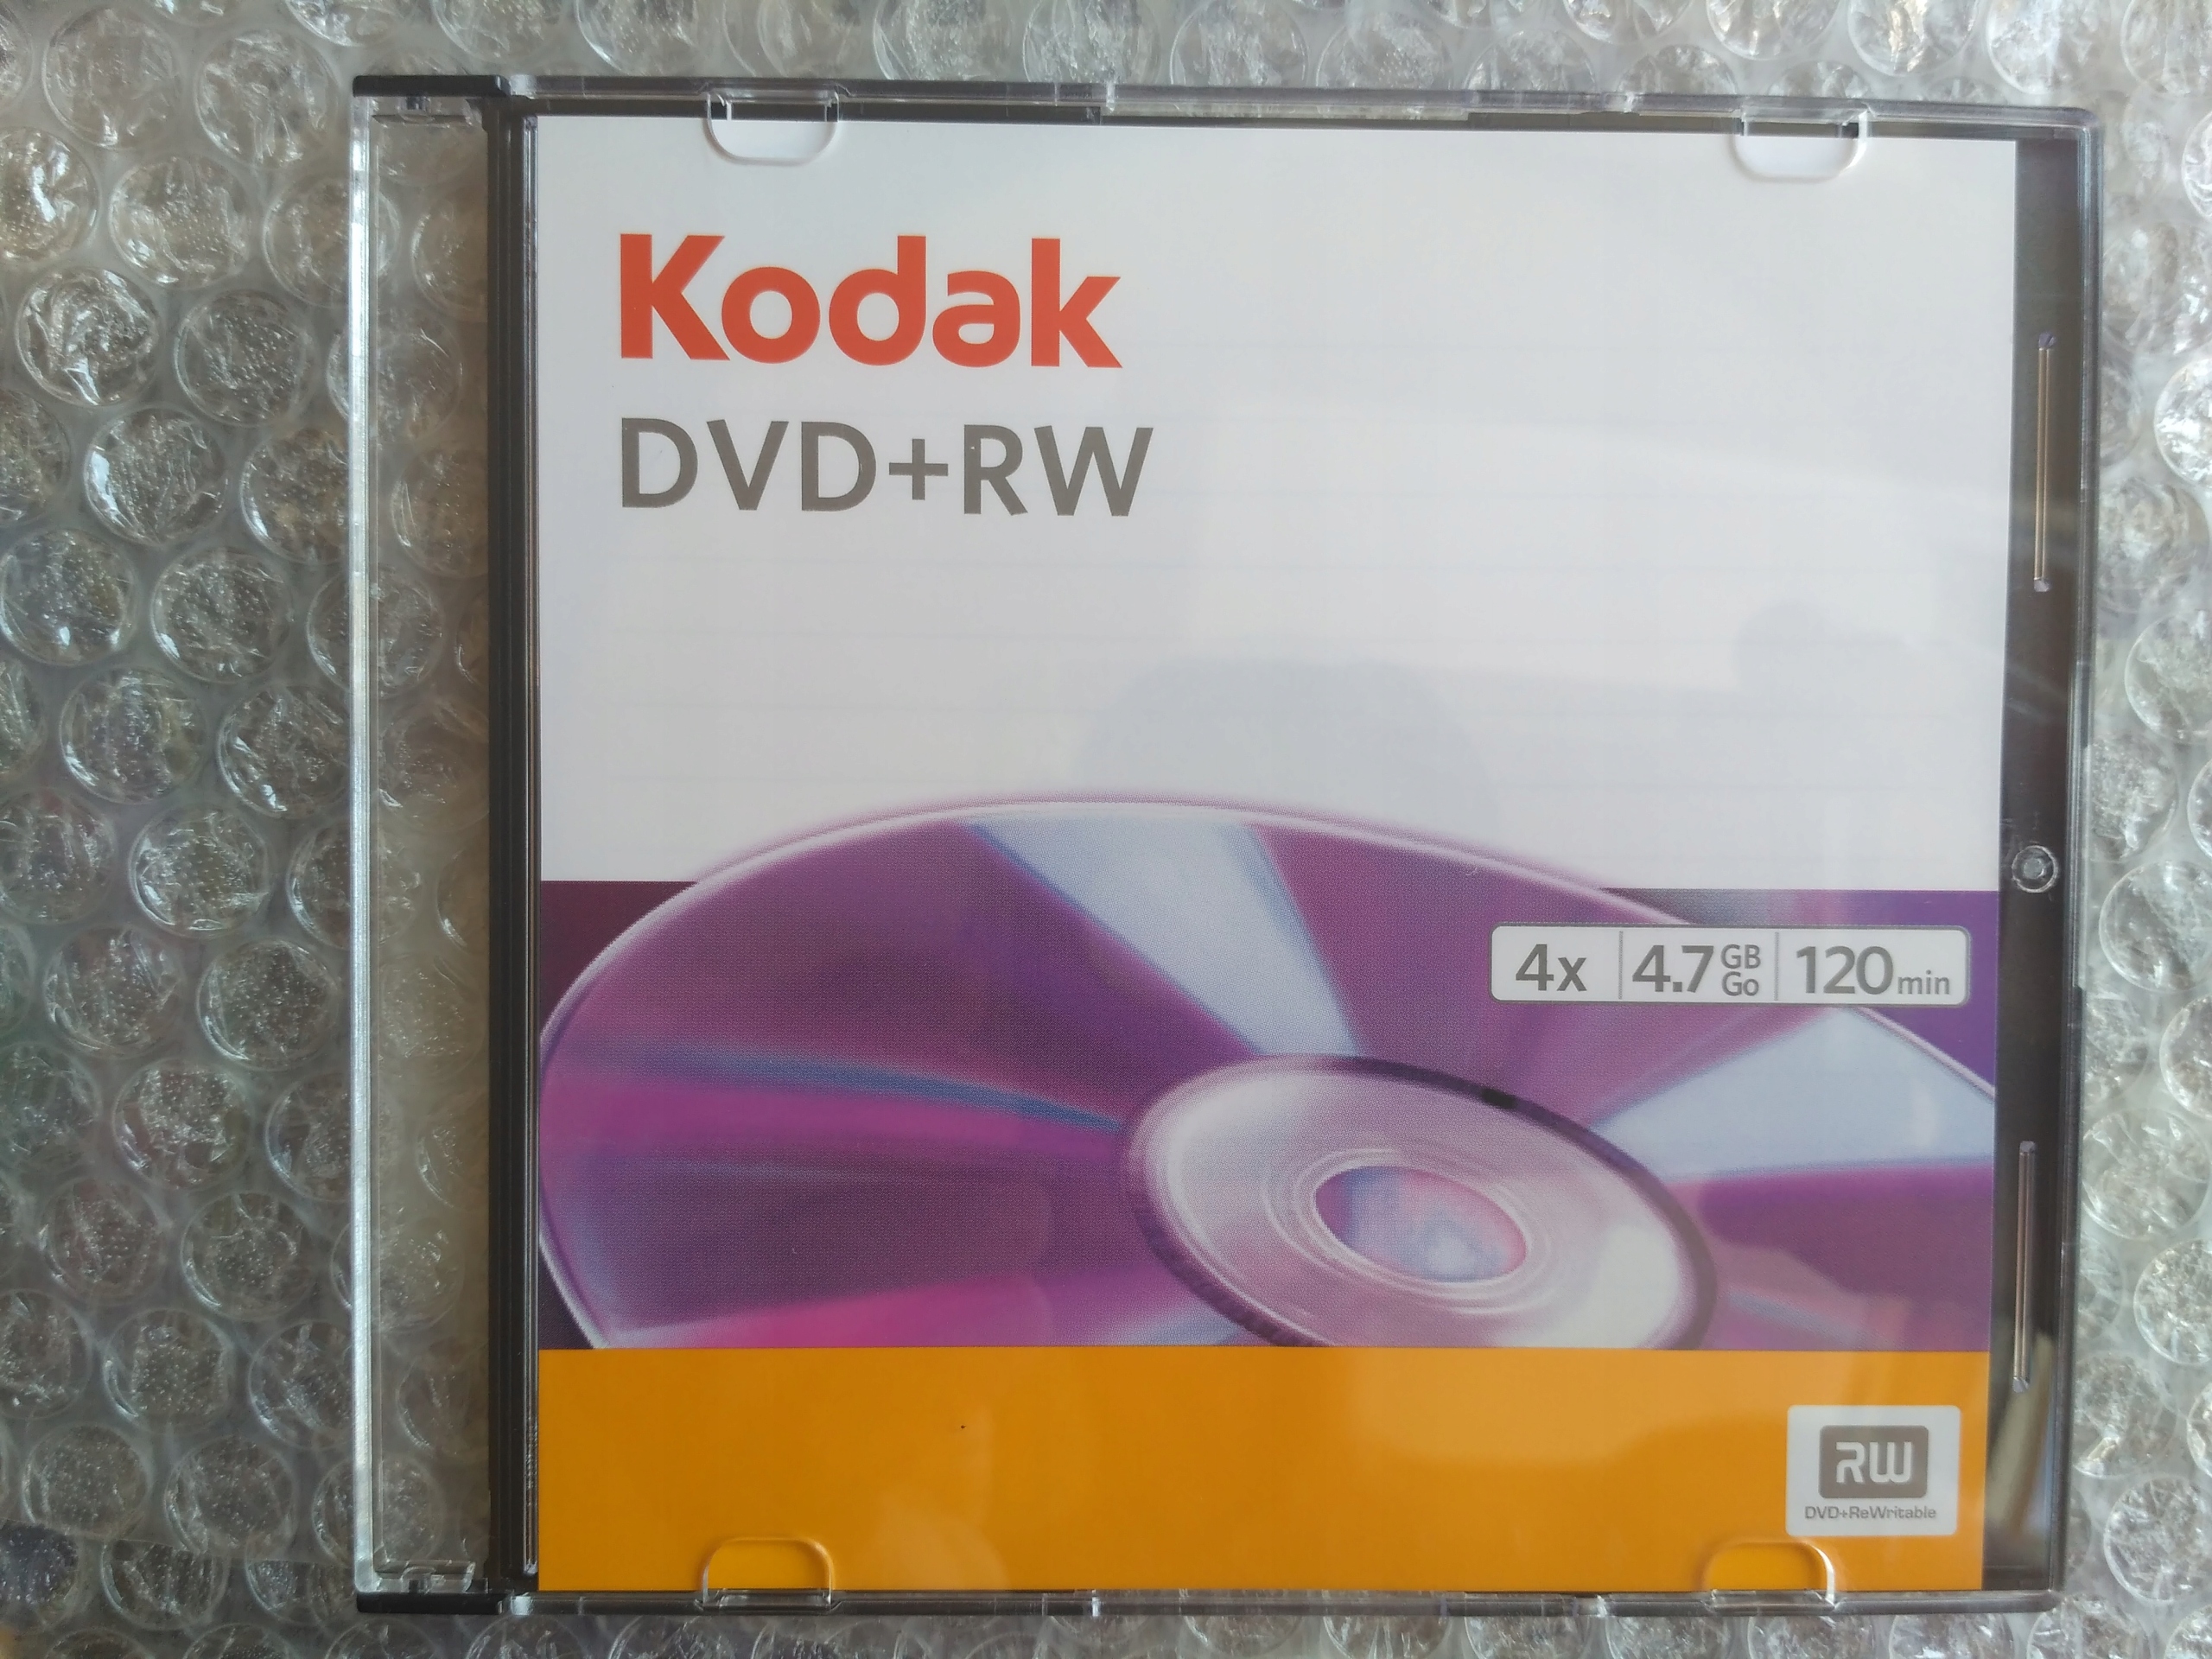 Kodak
DVD+RW
4x 4.7 GB Go 120 min
RW
DVD+ReWritable